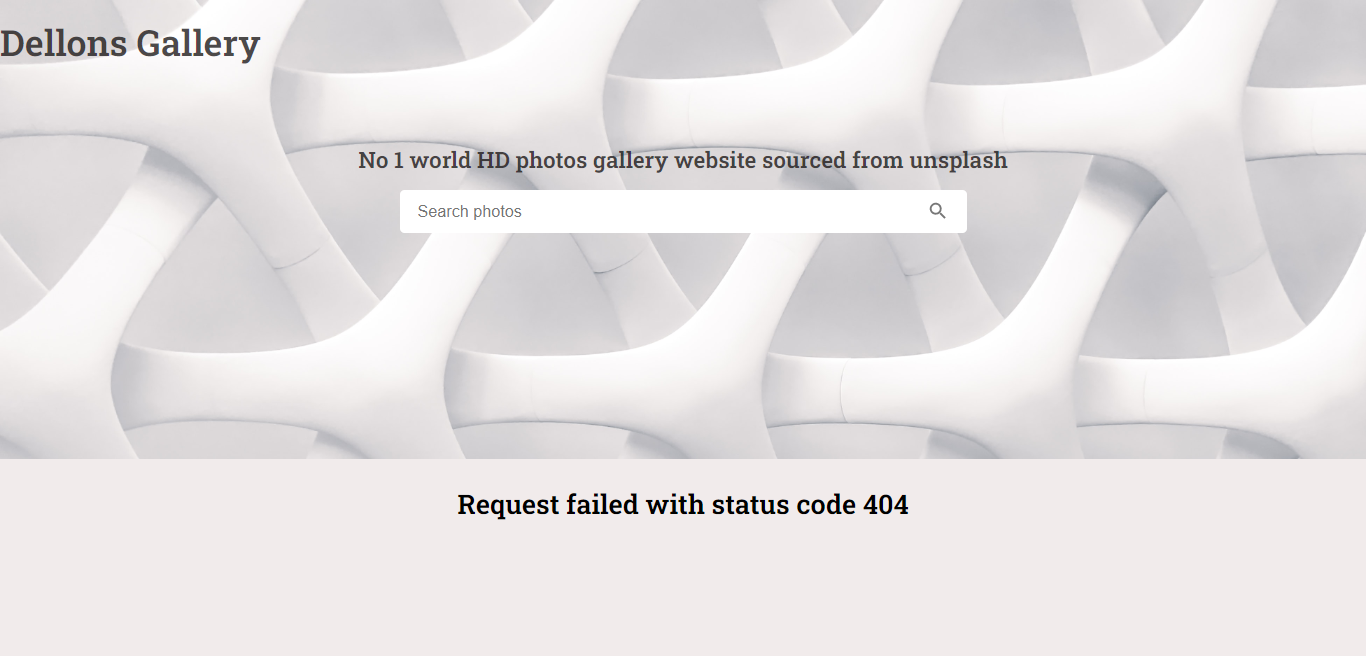 Dellons Gallery
No 1 world HD photos gallery website sourced from unsplash
Search photos
Request failed with status code 404